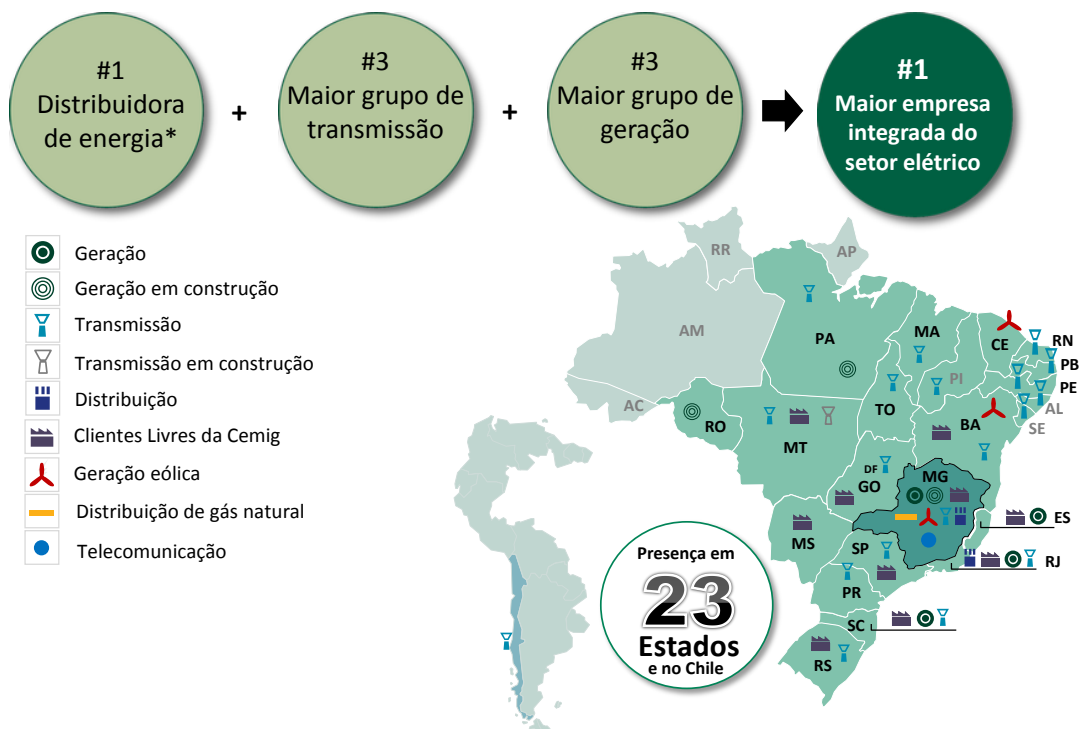 #1
Distribuidora
de energia*
+
#3
Maior grupo de
transmissão
+
#3
Maior grupo de
geração
#1
Maior empresa
integrada do
setor elétrico
Geração
Geração em construção
Transmissão
Transmissão em construção
Distribuição
Clientes Livres da Cemig
Geração eólica
Distribuição de gás natural
Telecomunicação
RR
AP
AM
PA
MA
CE
RN
PB
PI
PE
AL
SE
AC
RO
TO
BA
MT
DF
GO
MG
ES
MS
SP
RJ
PR
SC
RS
Presença em
23
Estados
e no Chile